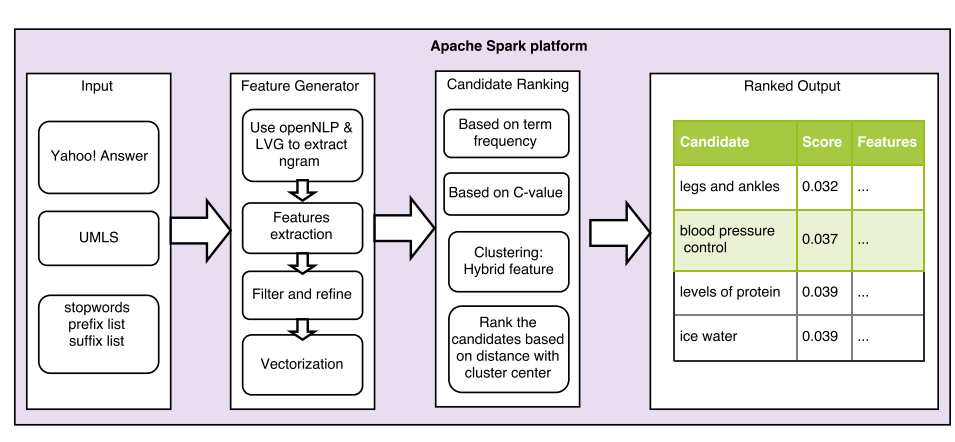 Apache Spark platform
Input
Yahoo! Answer
UMLS
stopwords
prefix list
suffix list
Feature Generator
Use openNLP &
LVG to extract
ngram
Features
extraction
Filter and refine
Vectorization
Candidate Ranking
Based on term
frequency
Based on C-value
Clustering:
Hybrid feature
Rank the
candidates based
on distance with
cluster center
Ranked Output
Candidate Score Features
legs and ankles 0.032 ...
blood pressure
control 0.037 ...
levels of protein 0.039 ...
ice water 0.039 ...